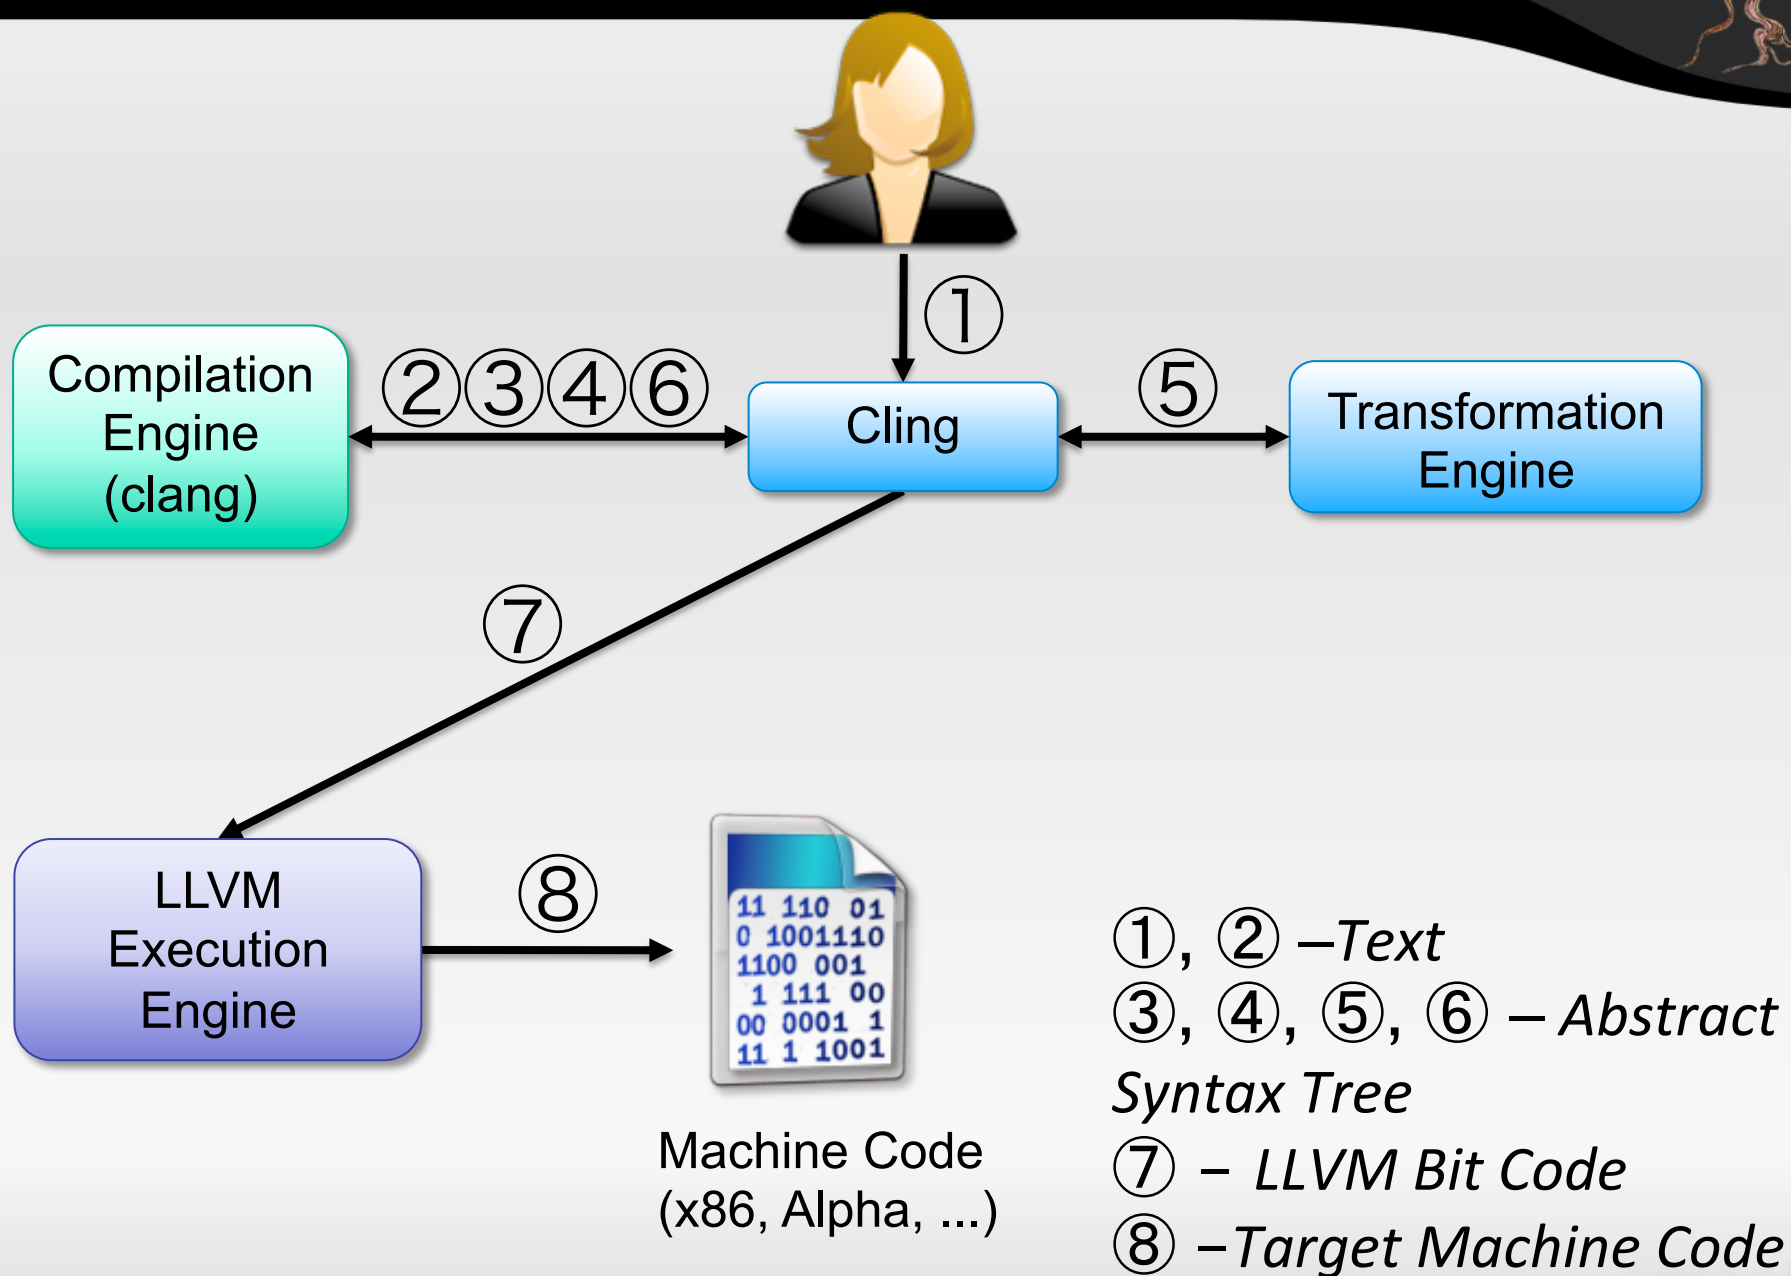 ①
Compilation
Engine
(clang)
②③④⑥
Cling
⑤
Transformation
Engine
⑦
LLVM
Execution
Engine
⑧
11 110 01
0 1001110
1100 001
1 111 00
00 0001 1
11 1 1001
Machine Code
(x86, Alpha, ...)
①, ② –Text
③, ④, ⑤, ⑥ – Abstract
Syntax Tree
⑦ – LLVM Bit Code
⑧ –Target Machine Code